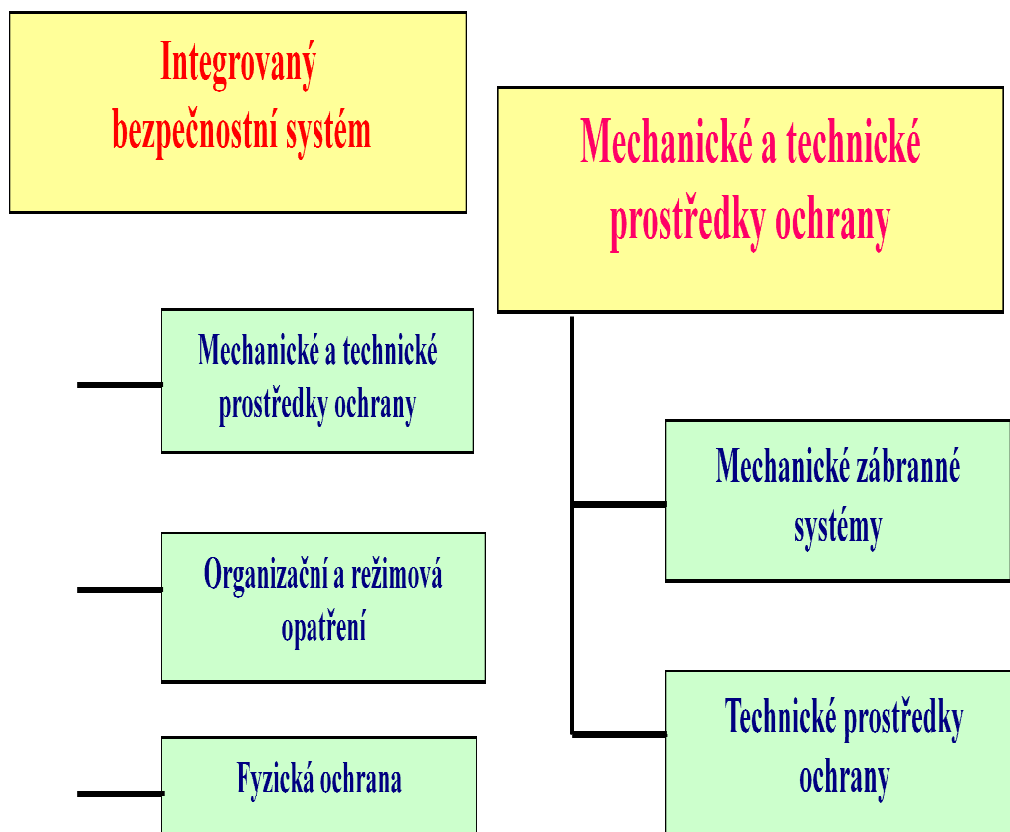 Integrovaný
bezpečnostní systém
Mechanické a technické
prostředky ochrany
Organizační a režimová
opatření
Fyzická ochrana
Mechanické a technické
prostředky ochrany
Mechanické zábranné
systémy
Technické prostředky
ochrany